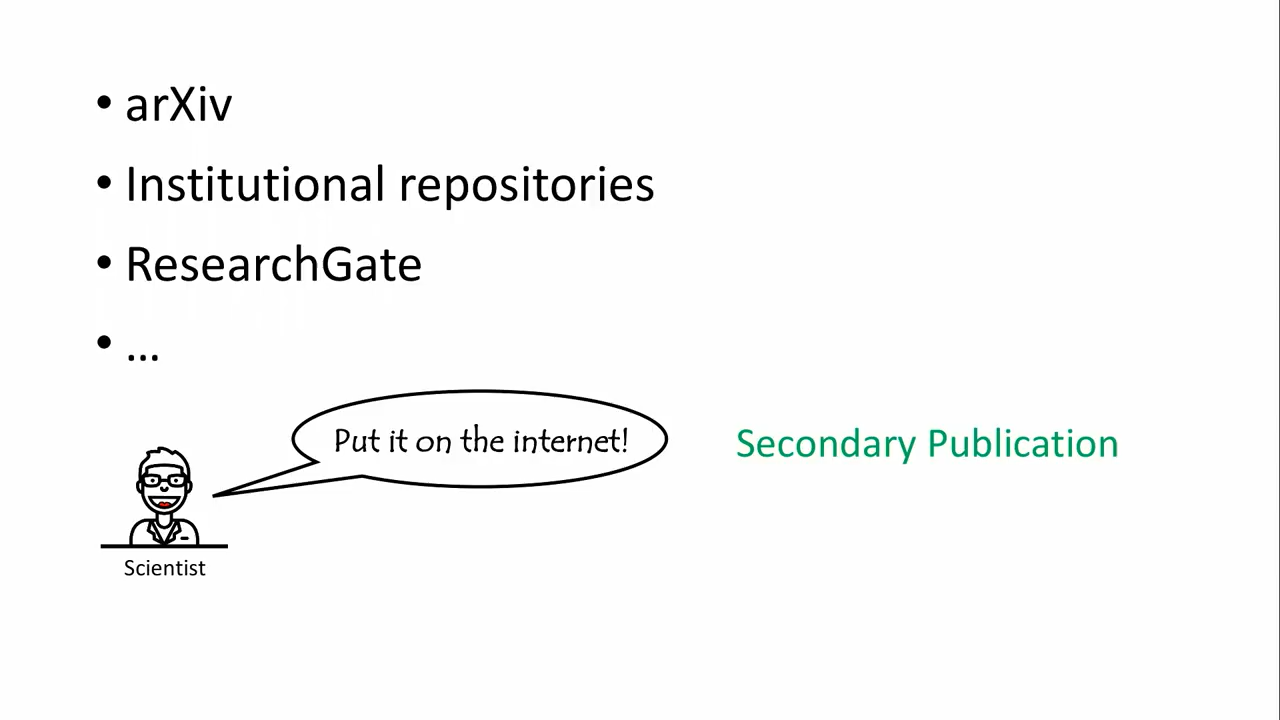 • arXiv
• Institutional repositories
• ResearchGate
• ...
Put it on the internet!
Secondary Publication
Scientist